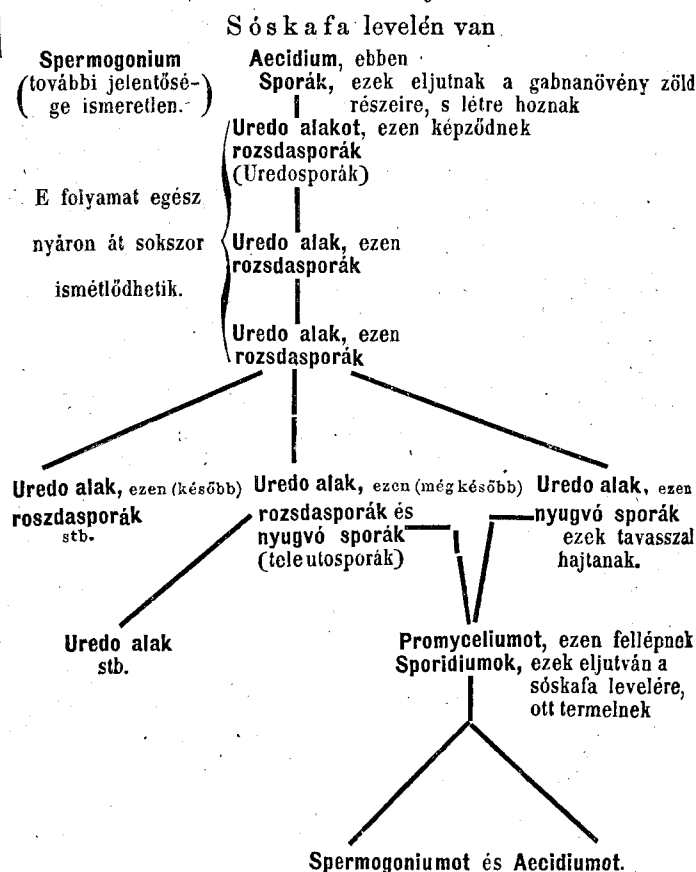 Sóskafa levelén van
Spermogonium
(további jelentősé-
ge ismeretlen.)
Aecidium, ebben
Sporák, ezek eljutnak a gabnanövény zöld
részeire, s létre hoznak
Uredo alakot, ezen képződnek
rozsdasporák
(Uredosporák)
E folyamat egész
nyáron át sokszor
ismétlődhetik.
Uredo alak, ezen
rozsdasporák
Uredo alak, ezen
rozsdasporák
Uredo alak, ezen (később)
roszdasporák
stb.
Uredo alak, ezen (még később)
rozsdasporák és
nyugvó sporák
(teleutosporák)
Uredo alak, ezen
nyugvó sporák
ezek tavasszal
hajtanak.
Uredo alak
stb.
Promyceliumot, ezen fellépnek
Sporidiumok, ezek eljutván a
sóskafa levelére,
ott termelnek
Spermogoniumot és Aecidiumot.